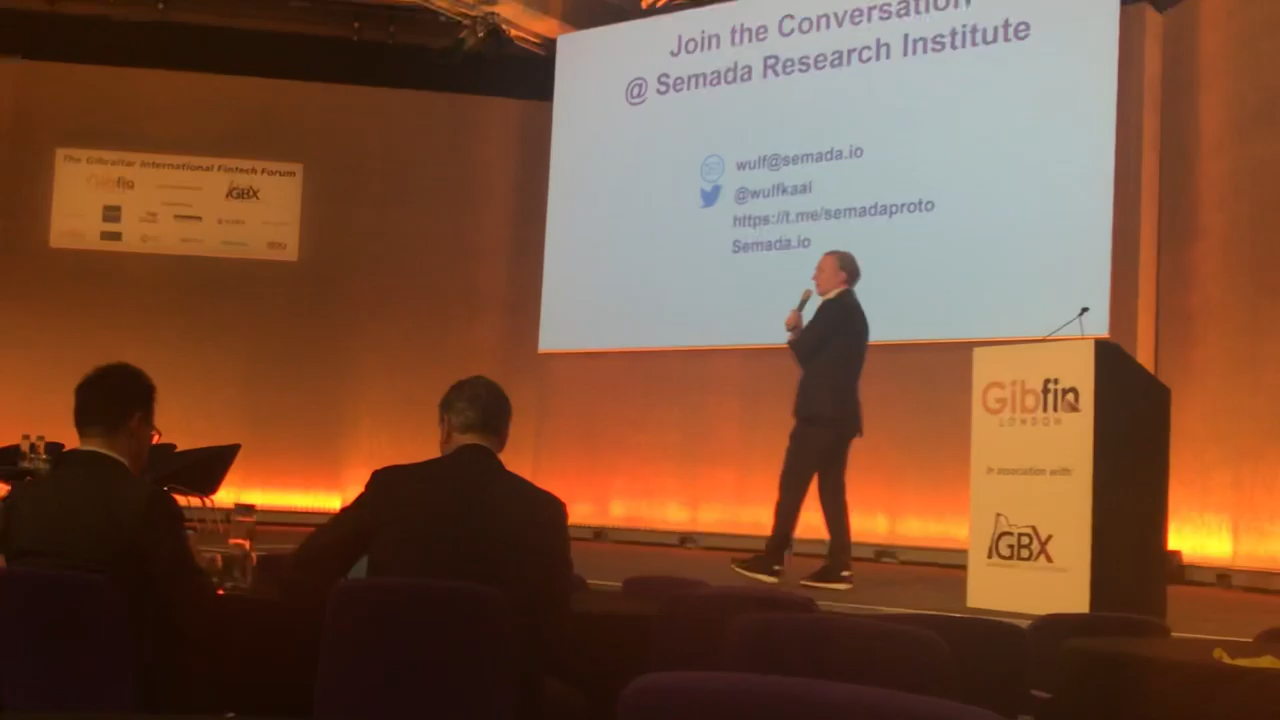 Join the Conversation
@ Semada Research Institute
wulf@semada.io
@wulfkaal
https://t.me/semadaproto
Semada.io
The Gibraltar International Fintech Forum
Gibfin
GBX
Gibfin
LONDON
In association with:
GBX